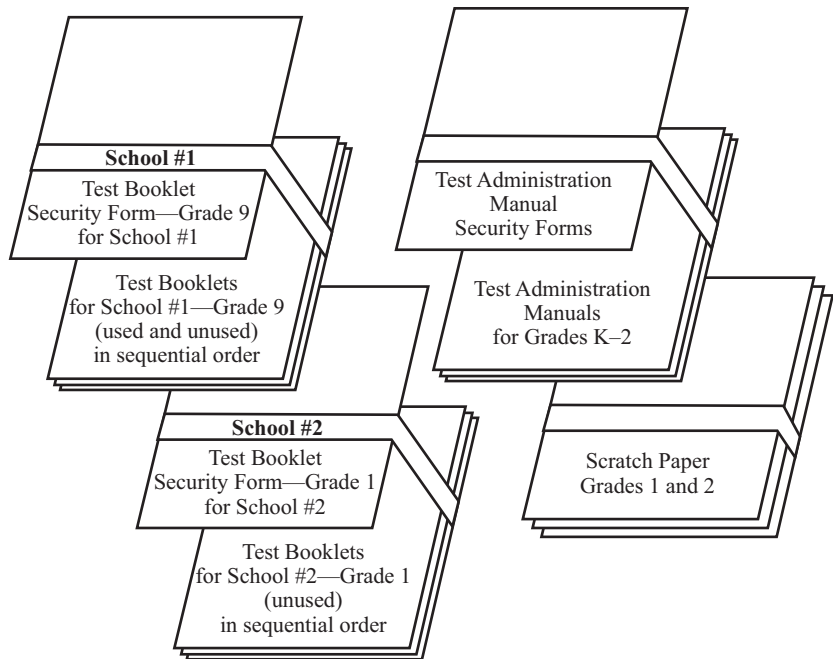 School #1
Test Booklet
Security Form—Grade 9
for School #1
Test Booklets
for School #1—Grade 9
(used and unused)
in sequential order
Test Administration
Manual
Security Forms
Test Administration
Manuals
for Grades K–2
School #2
Test Booklet
Security Form—Grade 1
for School #2
Test Booklets
for School #2—Grade 1
(unused)
in sequential order
Scratch Paper
Grades 1 and 2